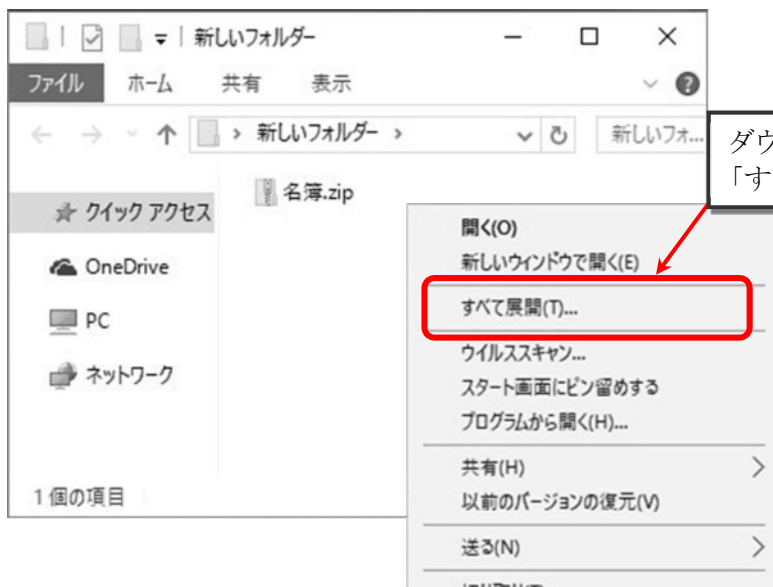 新しいフォルダー
ファイル ホーム 共有 表示
新しいフォルダー 新しいフォ...
ダウ
「す
クイック アクセス
OneDrive
PC
ネットワーク
名簿.zip
1 個の項目
開く(O)
新しいウィンドウで開く(E)
すべて展開(T)...
ウイルススキャン...
スタート画面にピン留めする
プログラムから開く(H)...
共有(H)
以前のバージョンの復元(V)
送る(N)